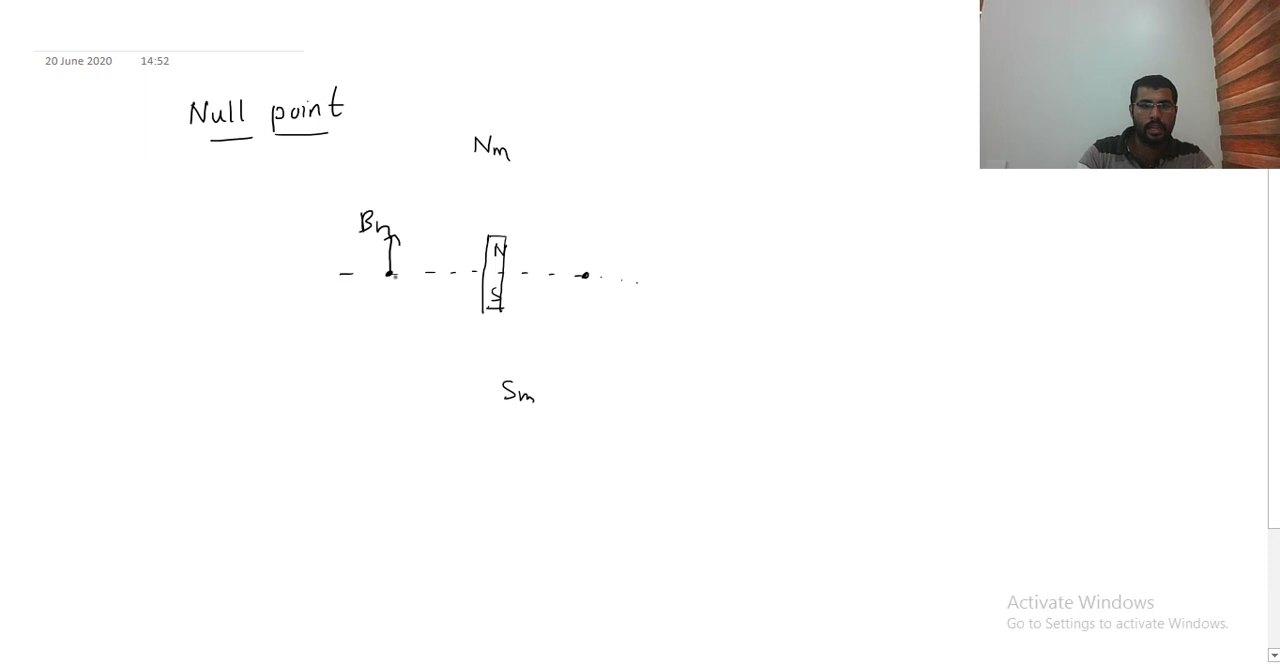 20 June 2020 14:52
Null point
Nm
BH
N
S
Sm
Activate Windows
Go to Settings to activate Windows.